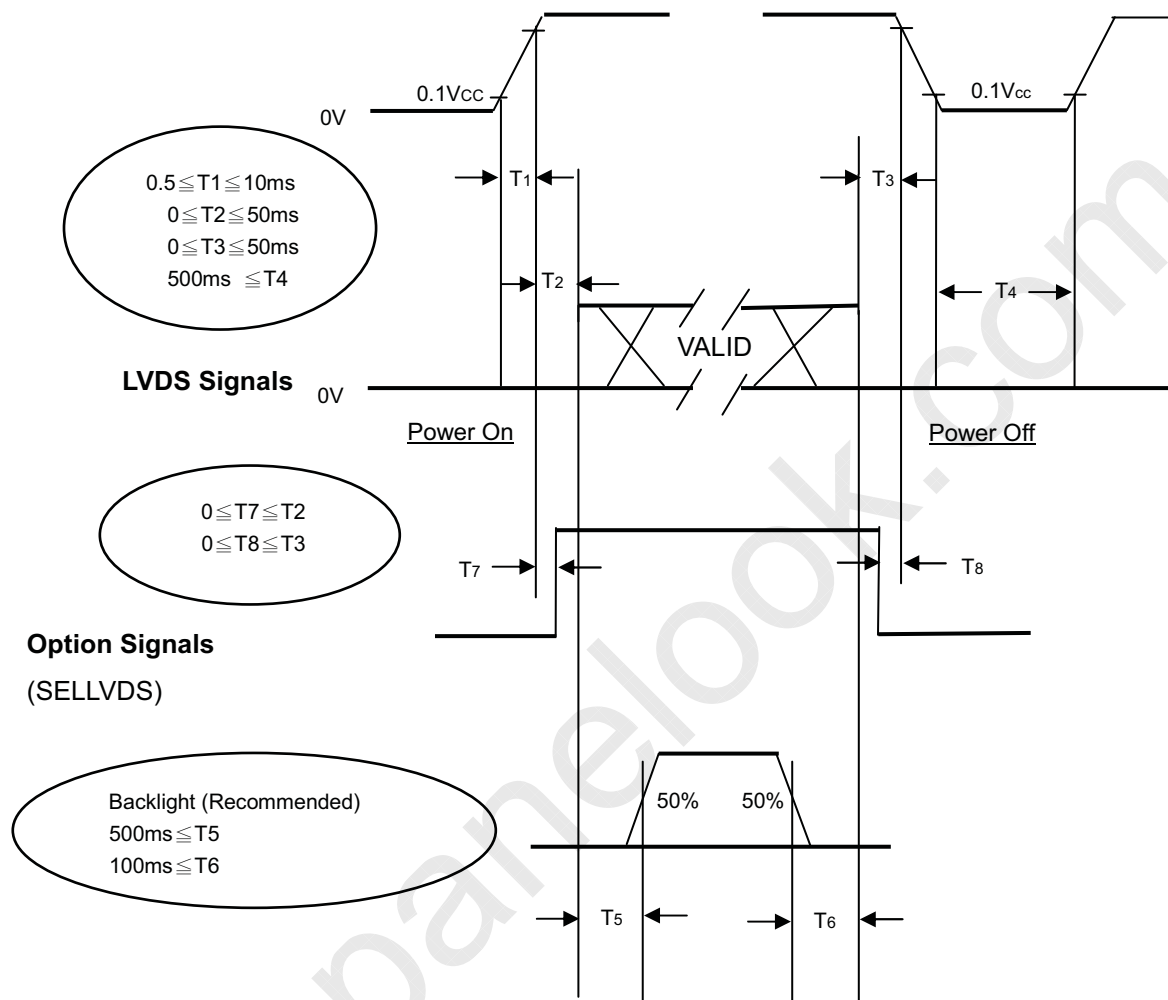 0.1VCC
0.1Vcc
0V
0.5≦T1≦10ms
0≦T2≦50ms
0≦T3≦50ms
500ms ≦T4
T1
T3
T2
T4
VALID
LVDS Signals
0V
Power On
Power Off
0≦T7≦T2
0≦T8≦T3
T7
T8
Option Signals
(SELLVDS)
Backlight (Recommended)
500ms≦T5
100ms≦T6
50%
50%
T5
T6
panelook.com